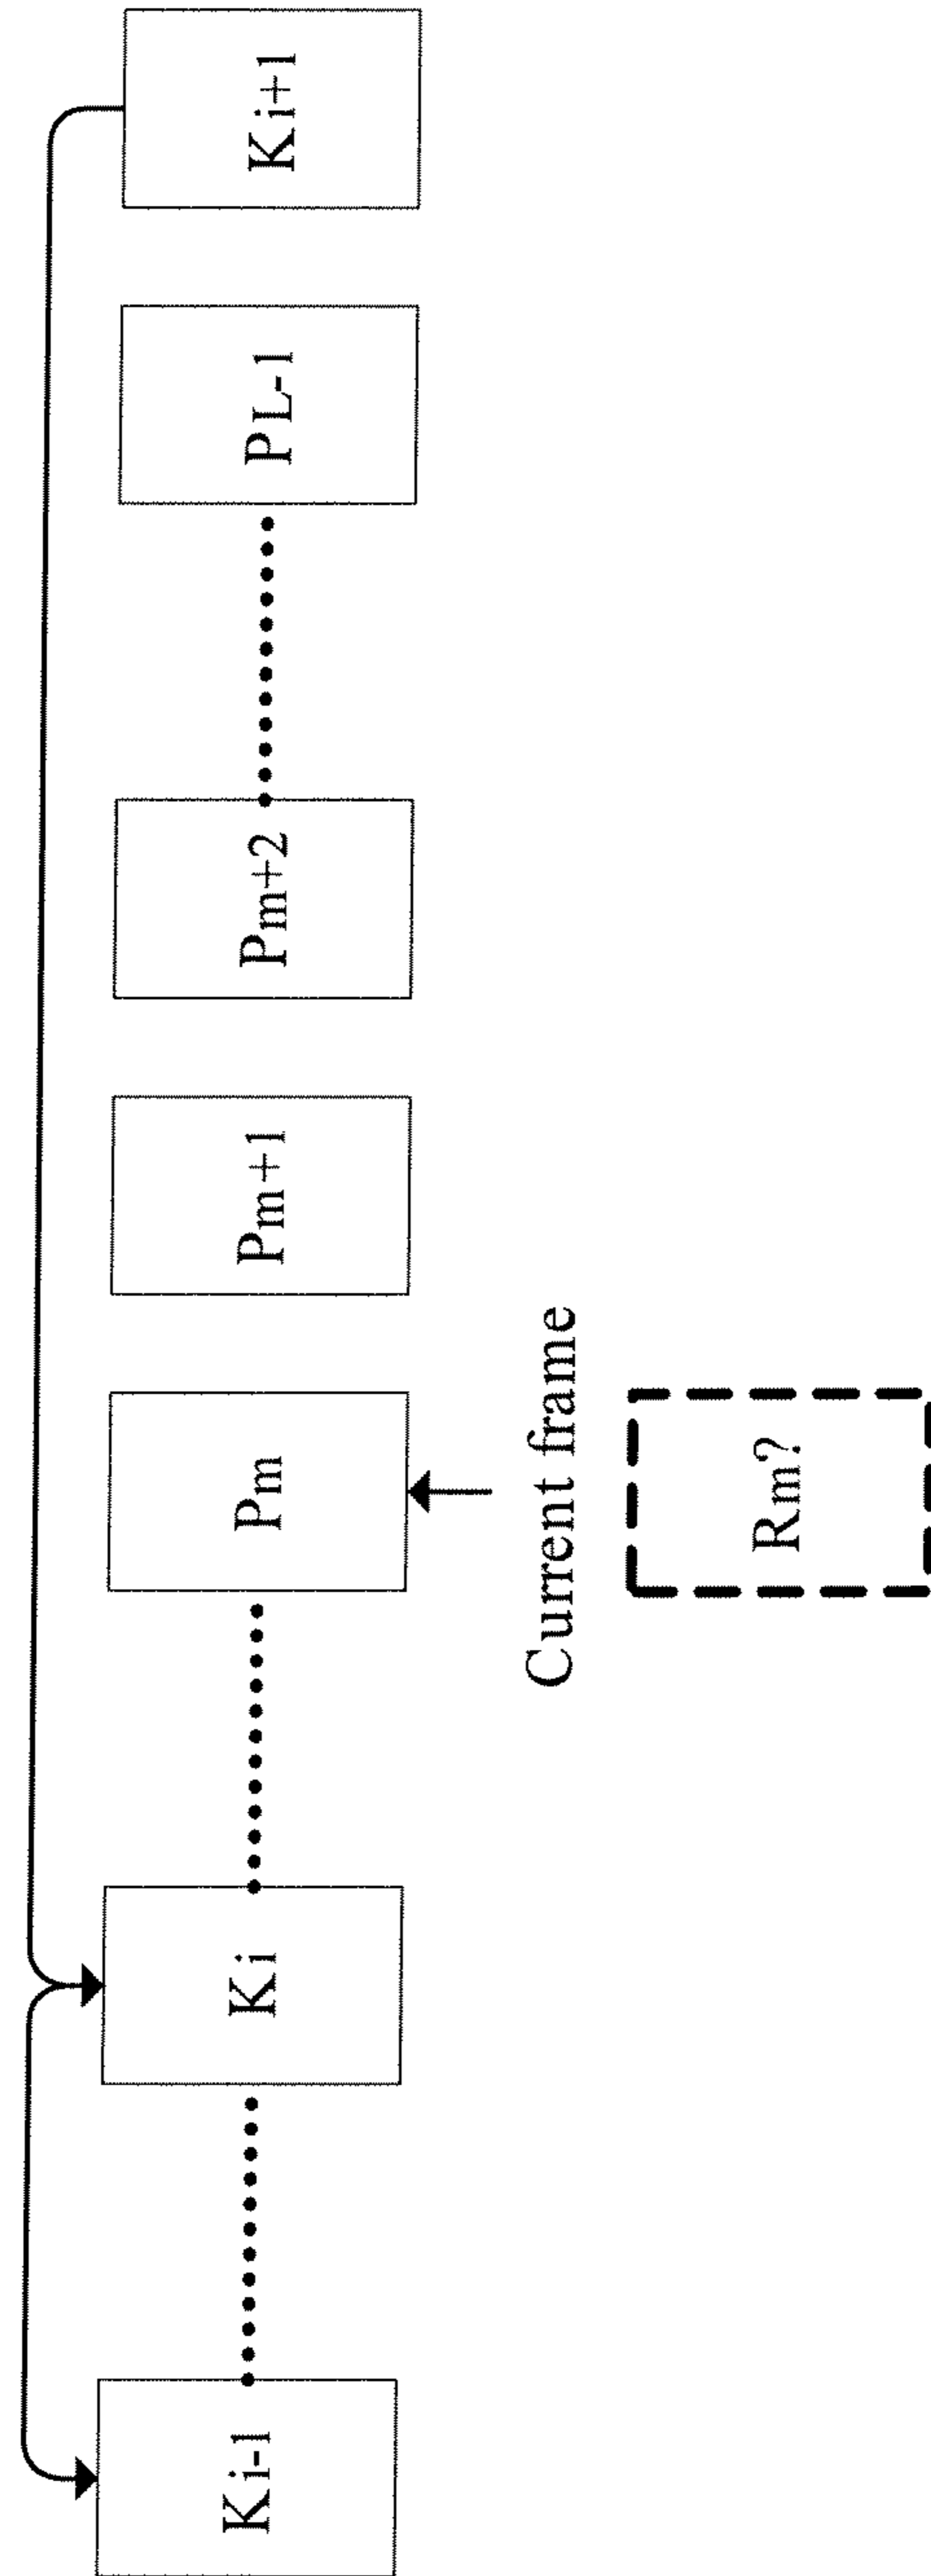 Ki-1
Ki
Pm
Pm+1
Pm+2
PL-1
Ki+1
Current frame
Rm?